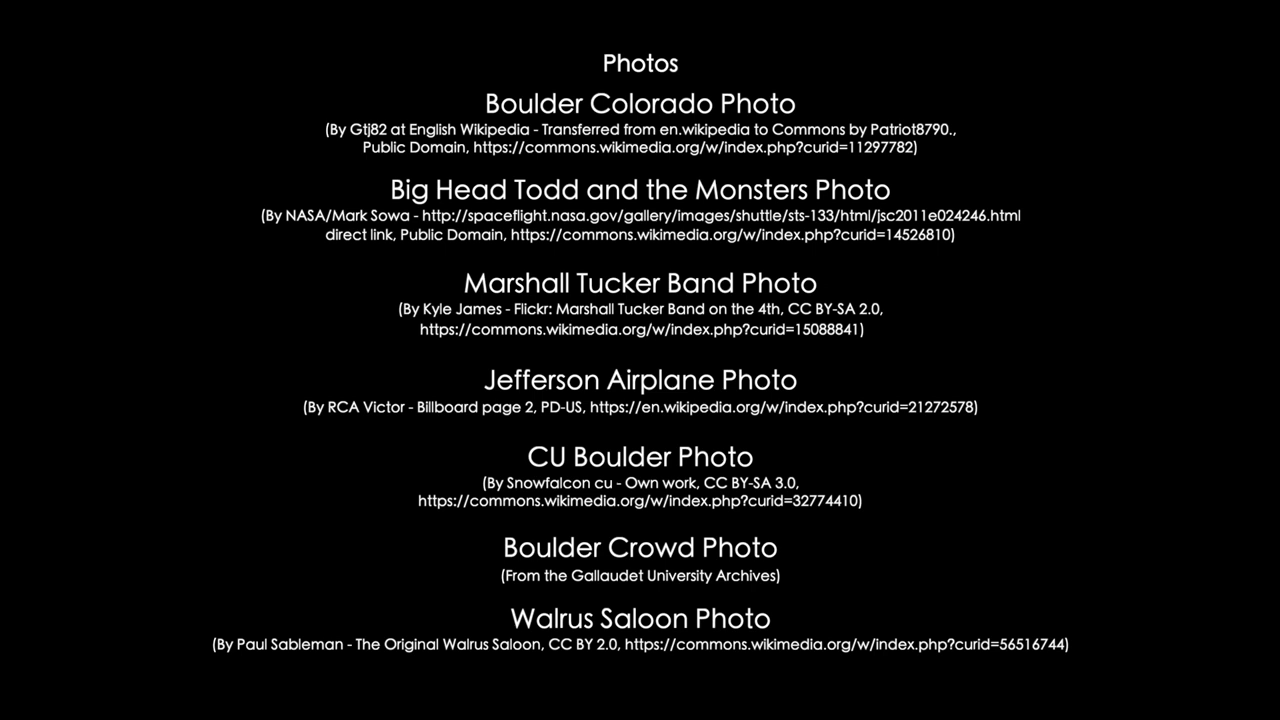 Photos
Boulder Colorado Photo
(By Gtj82 at English Wikipedia - Transferred from en.wikipedia to Commons by Patriot8790.,
Public Domain, https://commons.wikimedia.org/w/index.php?curid=11297782)
Big Head Todd and the Monsters Photo
(By NASA/Mark Sowa - http://spaceflight.nasa.gov/gallery/images/shuttle/sts-133/html/jsc2011e024246.html
direct link, Public Domain, https://commons.wikimedia.org/w/index.php?curid=14526810)
Marshall Tucker Band Photo
(By Kyle James - Flickr: Marshall Tucker Band on the 4th, CC BY-SA 2.0,
https://commons.wikimedia.org/w/index.php?curid=15088841)
Jefferson Airplane Photo
(By RCA Victor - Billboard page 2, PD-US, https://en.wikipedia.org/w/index.php?curid=21272578)
CU Boulder Photo
(By Snowfalcon cu - Own work, CC BY-SA 3.0,
https://commons.wikimedia.org/w/index.php?curid=32774410)
Boulder Crowd Photo
(From the Gallaudet University Archives)
Walrus Saloon Photo
(By Paul Sableman - The Original Walrus Saloon, CC BY 2.0, https://commons.wikimedia.org/w/index.php?curid=56516744)